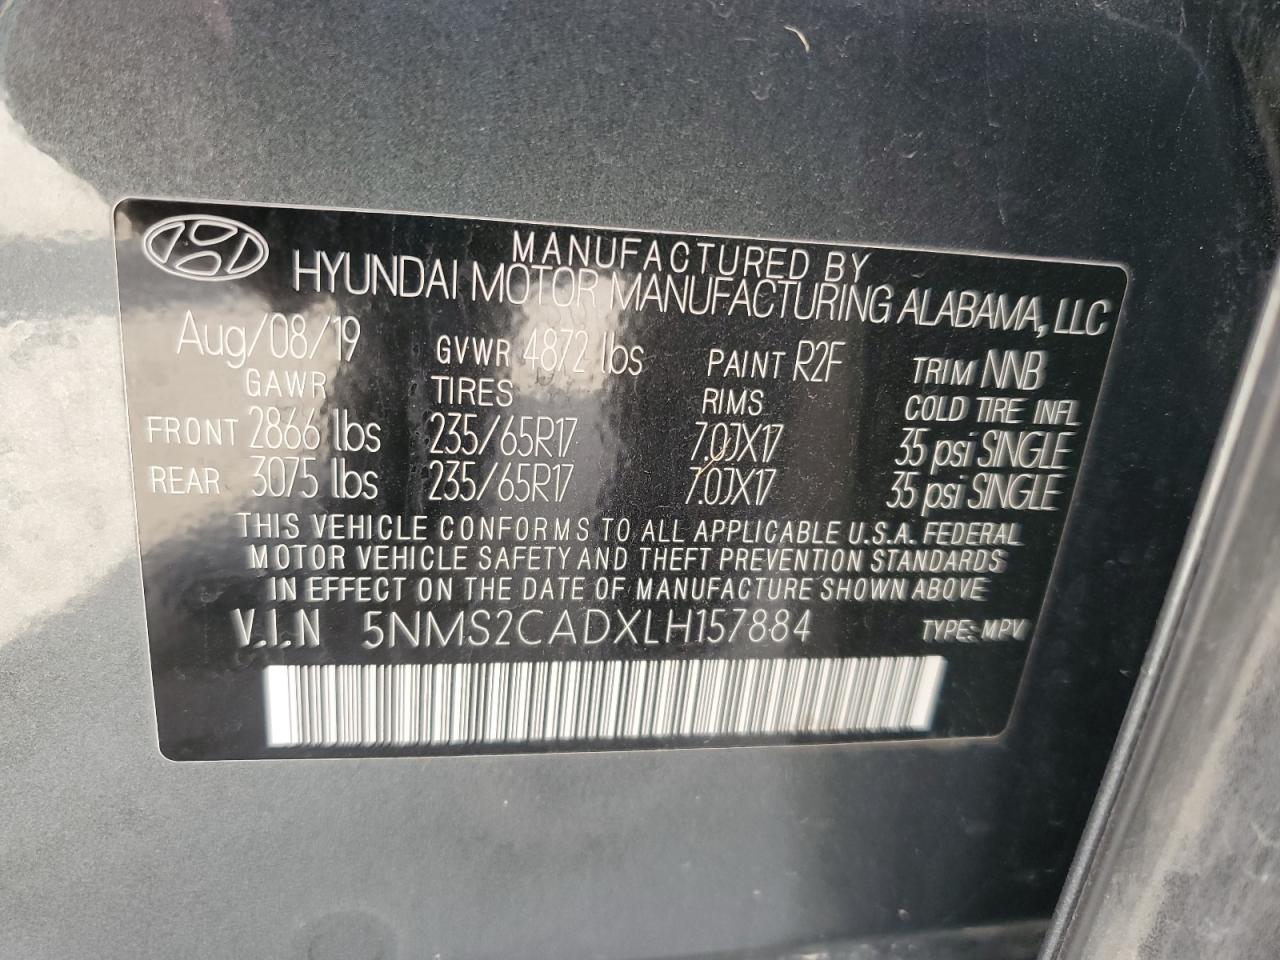 MANUFACTURED BY
HYUNDAI MOTOR MANUFACTURING ALABAMA, LLC
Aug/08/19 GVWR 4872 lbs PAINT R2F TRIM NNB
GAWR TIRES RIMS COLD TIRE INFL
FRONT 2866 lbs 235/65R17 7.0JX17 35 psi SINGLE
REAR 3075 lbs 235/65R17 7.0JX17 35 psi SINGLE
THIS VEHICLE CONFORMS TO ALL APPLICABLE U.S.A. FEDERAL
MOTOR VEHICLE SAFETY AND THEFT PREVENTION STANDARDS
IN EFFECT ON THE DATE OF MANUFACTURE SHOWN ABOVE
V.I.N 5NMS2CADXLH157884 TYPE: MPV